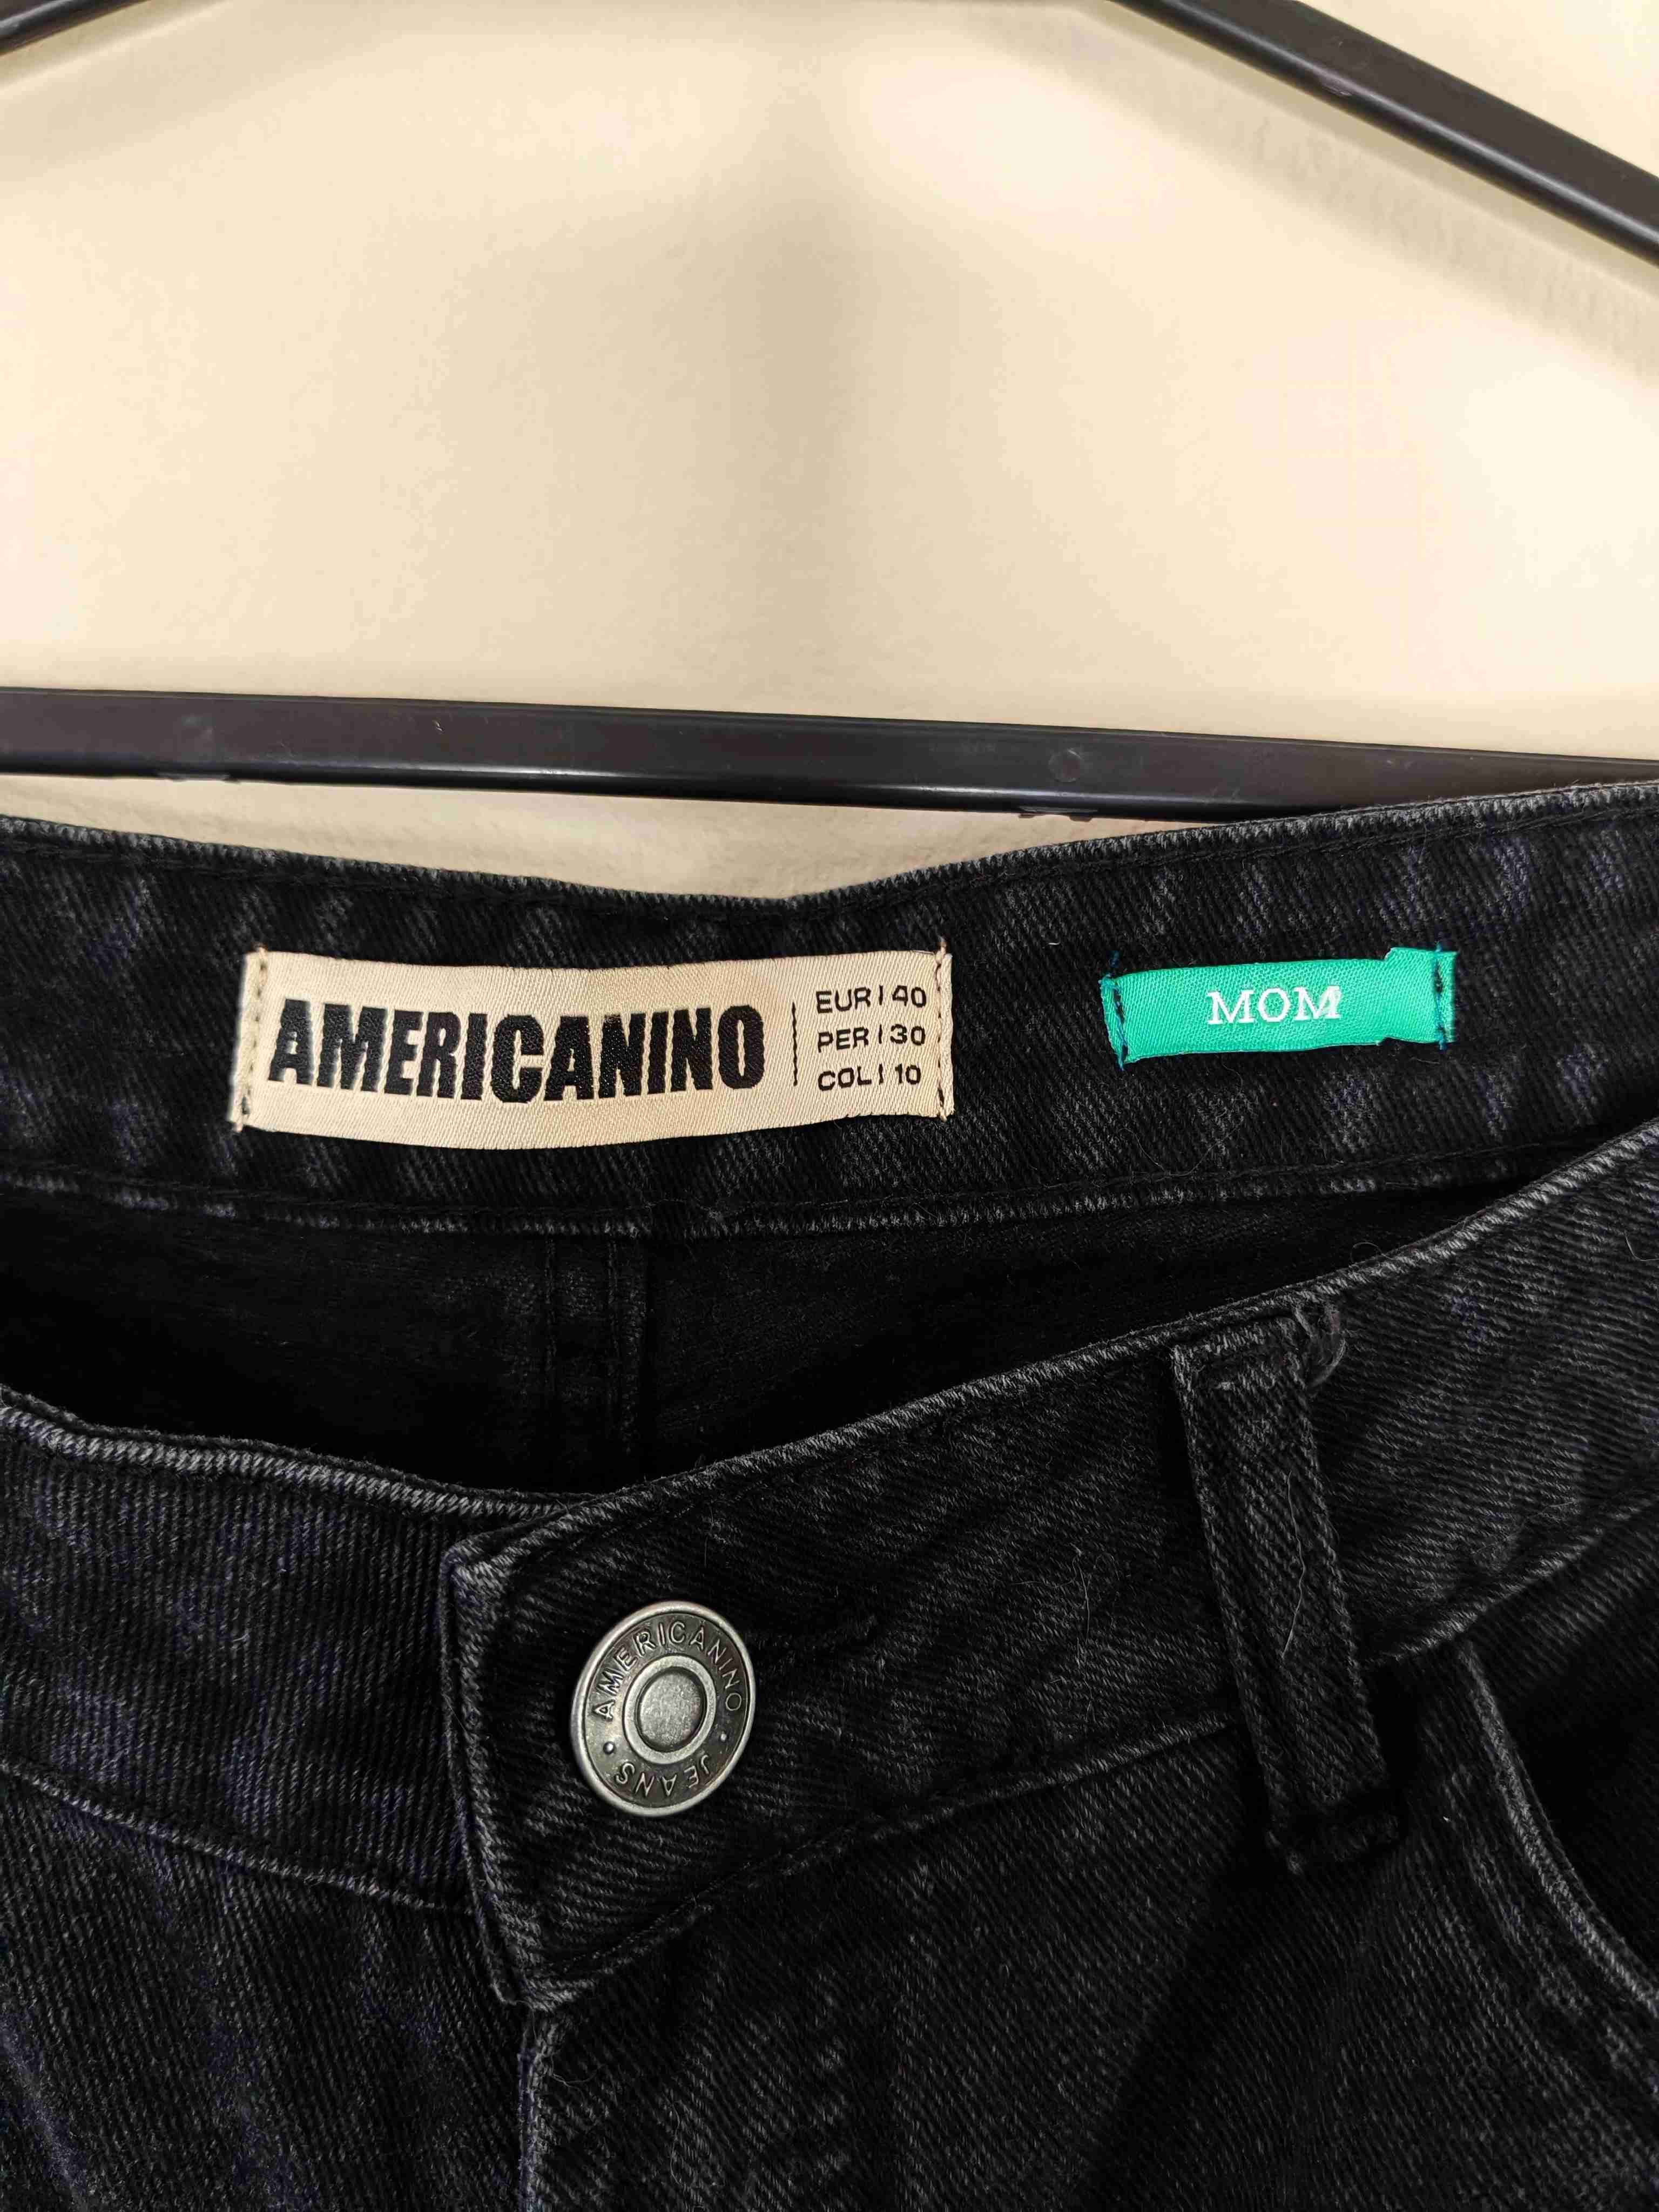 AMERICANINO
EUR | 40
PER | 30
COL | 10
MOM
AMERICANINO
· JEANS ·